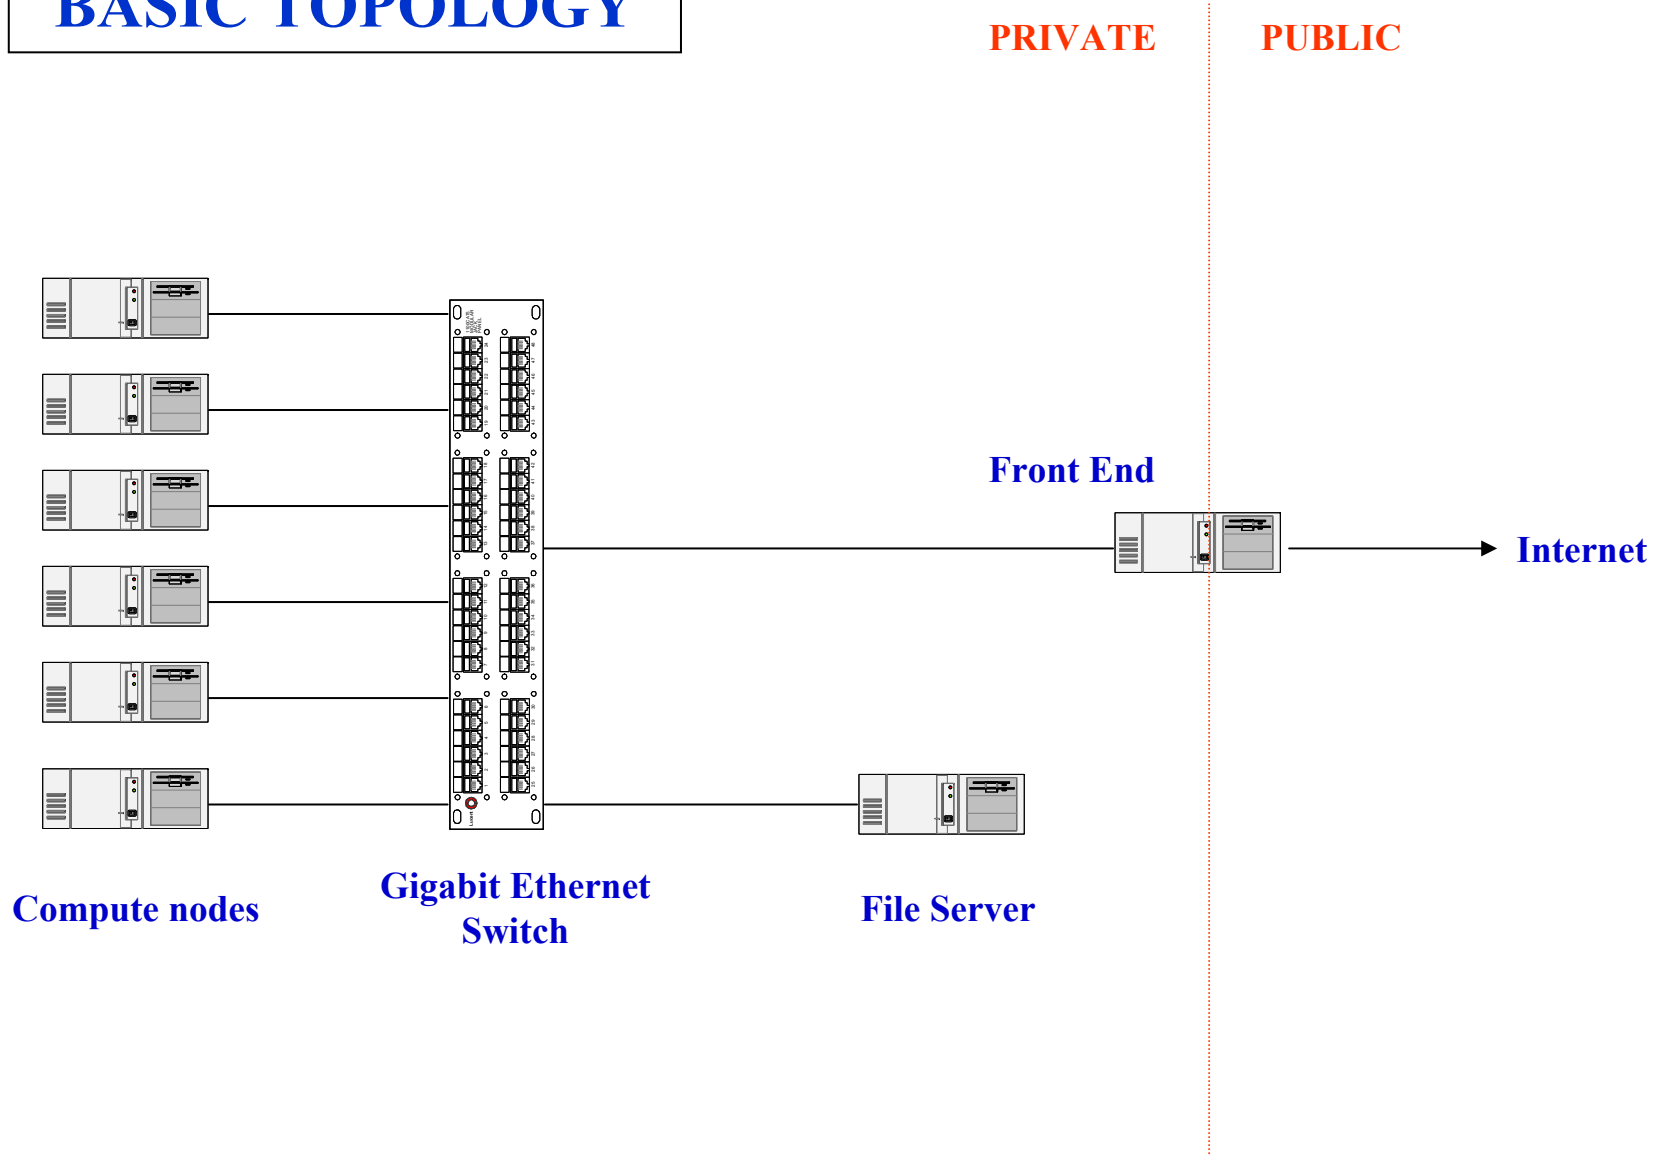 BASIC TOPOLOGY
PRIVATE
PUBLIC
Front End
Internet
Gigabit Ethernet
Switch
Compute nodes
File Server